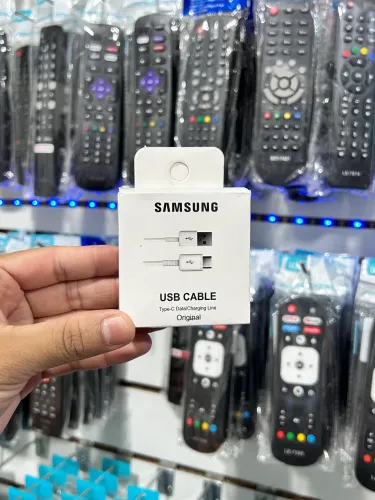 SAMSUNG
USB CABLE
Type-C Data/Charging Line
Original